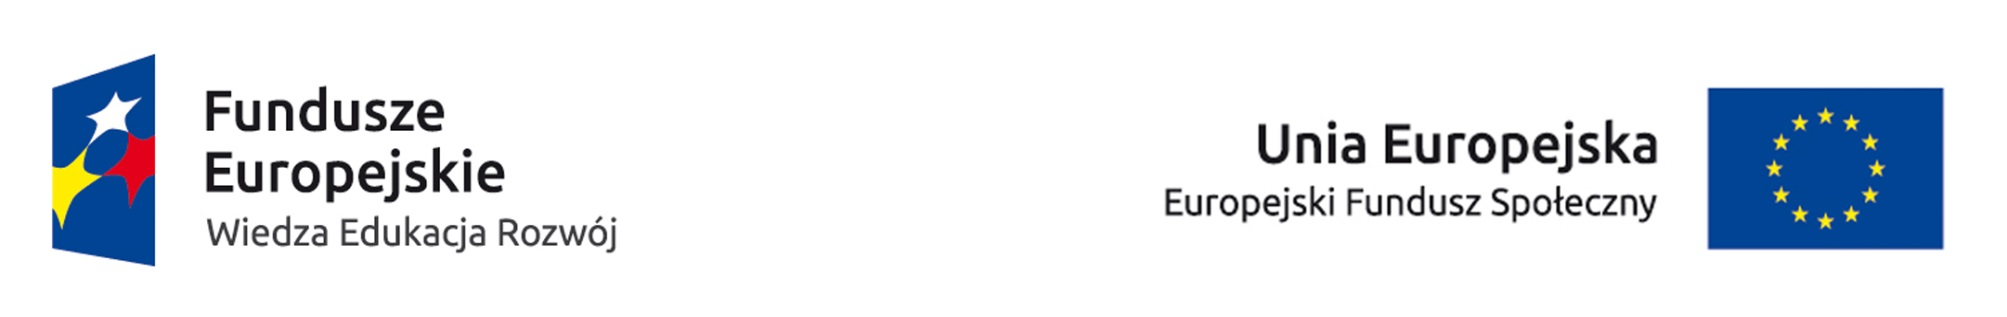 Fundusze
Europejskie
Wiedza Edukacja Rozwój
Unia Europejska
Europejski Fundusz Społeczny